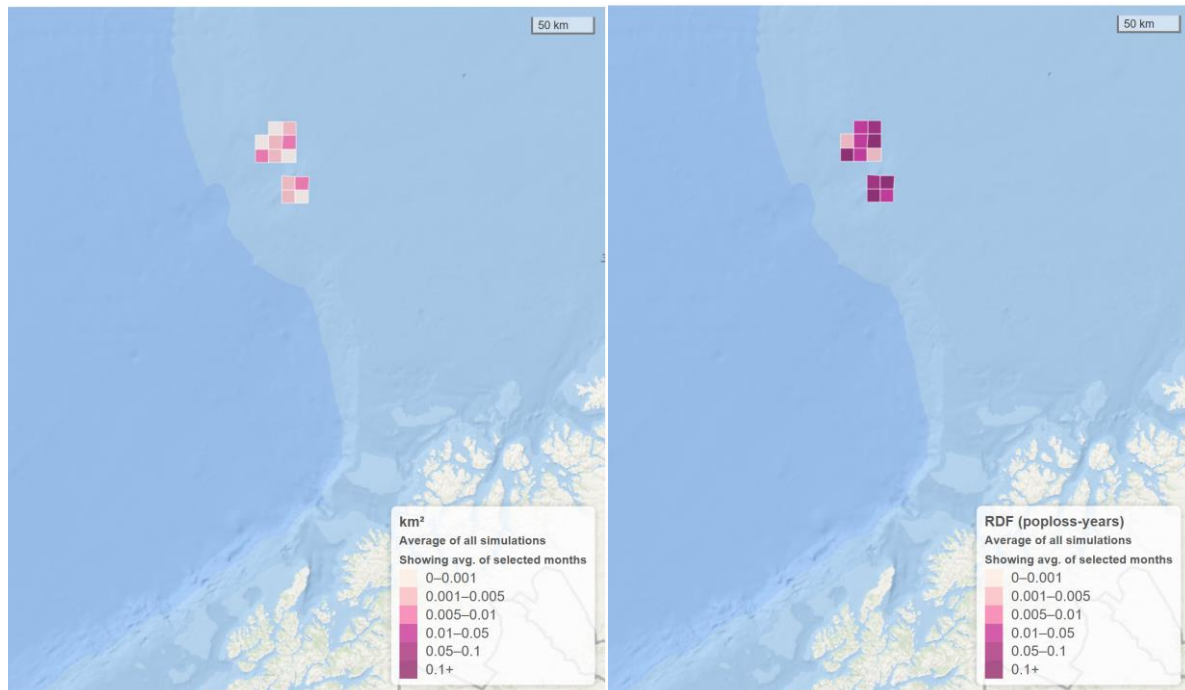 50 km
km²
Average of all simulations
Showing avg. of selected months
0–0.001
0.001–0.005
0.005–0.01
0.01–0.05
0.05–0.1
0.1+
50 km
RDF (poploss-years)
Average of all simulations
Showing avg. of selected months
0–0.001
0.001–0.005
0.005–0.01
0.01–0.05
0.05–0.1
0.1+